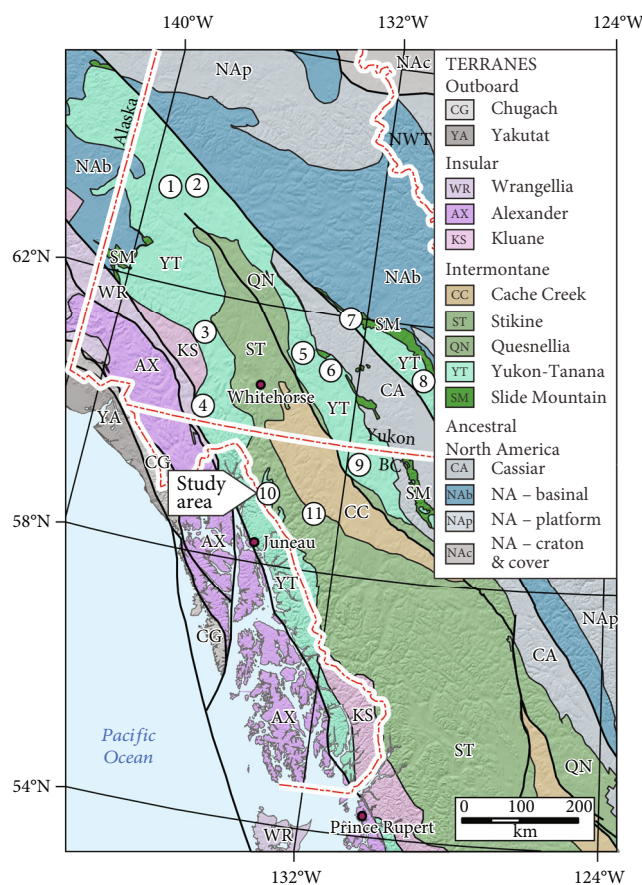 140°W
132°W
124°W
NAp
NAc
Alaska
NWT
NAb
1
2
62°N
SM
YT
QN
NAb
WR
7
SM
3
KS
ST
5
6
YT
8
AX
CA
Whitehorse
4
YT
YA
Yukon
BC
9
CG
SM
Study
area
10
11
CC
58°N
AX
Juneau
YT
NAp
CG
CA
Pacific
Ocean
AX
KS
ST
QN
54°N
Prince Rupert
WR
0 100 200
km
132°W
124°W
TERRANES
Outboard
CG Chugach
YA Yakutat
Insular
WR Wrangellia
AX Alexander
KS Kluane
Intermontane
CC Cache Creek
ST Stikine
QN Quesnellia
YT Yukon-Tanana
SM Slide Mountain
Ancestral
North America
CA Cassiar
NAb NA – basinal
NAp NA – platform
NAc NA – craton
& cover